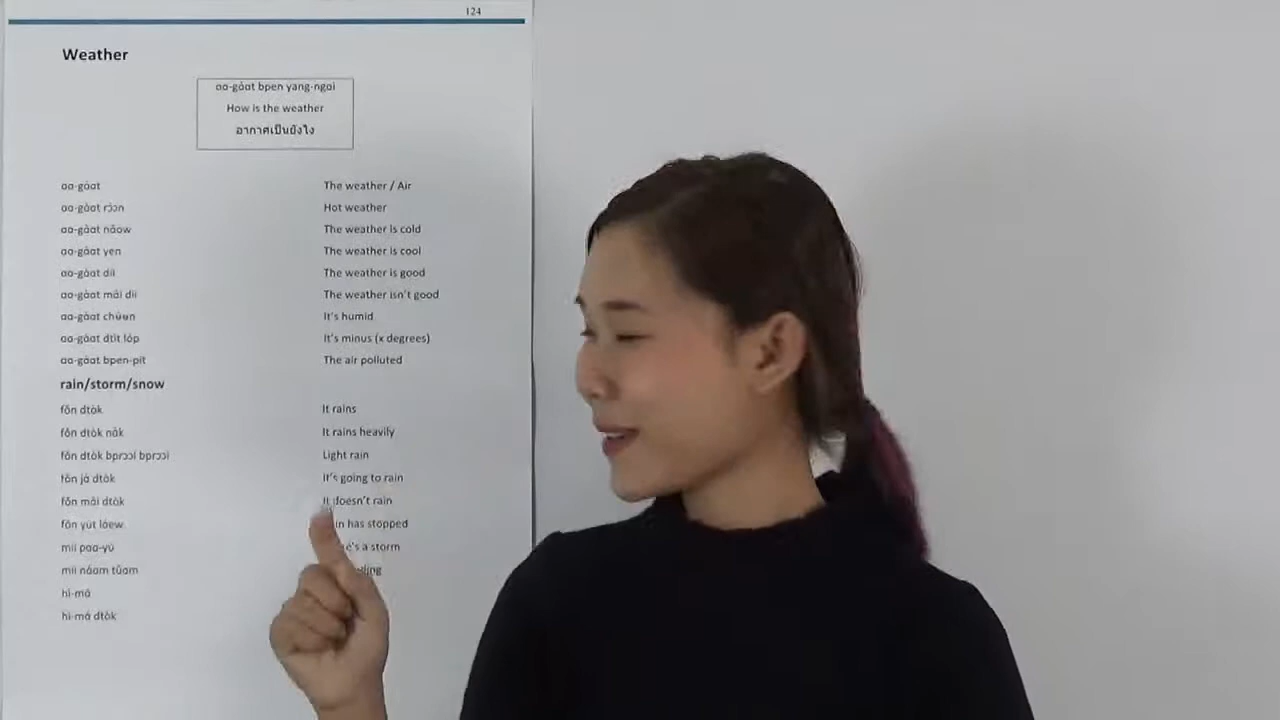 124
Weather
aa-gàat bpen yang-ngai
How is the weather
อากาศเป็นยังไง
aa-gàat The weather / Air
aa-gàat rɔ́ɔn Hot weather
aa-gàat nǎow The weather is cold
aa-gàat yen The weather is cool
aa-gàat dii The weather is good
aa-gàat mâi dii The weather isn't good
aa-gàat chʉ́ʉn It's humid
aa-gàat dtìt lóp It's minus (x degrees)
aa-gàat bpen-pít The air polluted
rain/storm/snow
fǒn dtòk It rains
fǒn dtòk nàk It rains heavily
fǒn dtòk bprɔɔi bprɔɔi Light rain
fǒn jà dtòk It's going to rain
fǒn mâi dtòk It doesn't rain
fǒn yùt lɛ́ɛw has stopped
mii paa-yú a storm
mii náam tûam
hì-má
hì-má dtòk